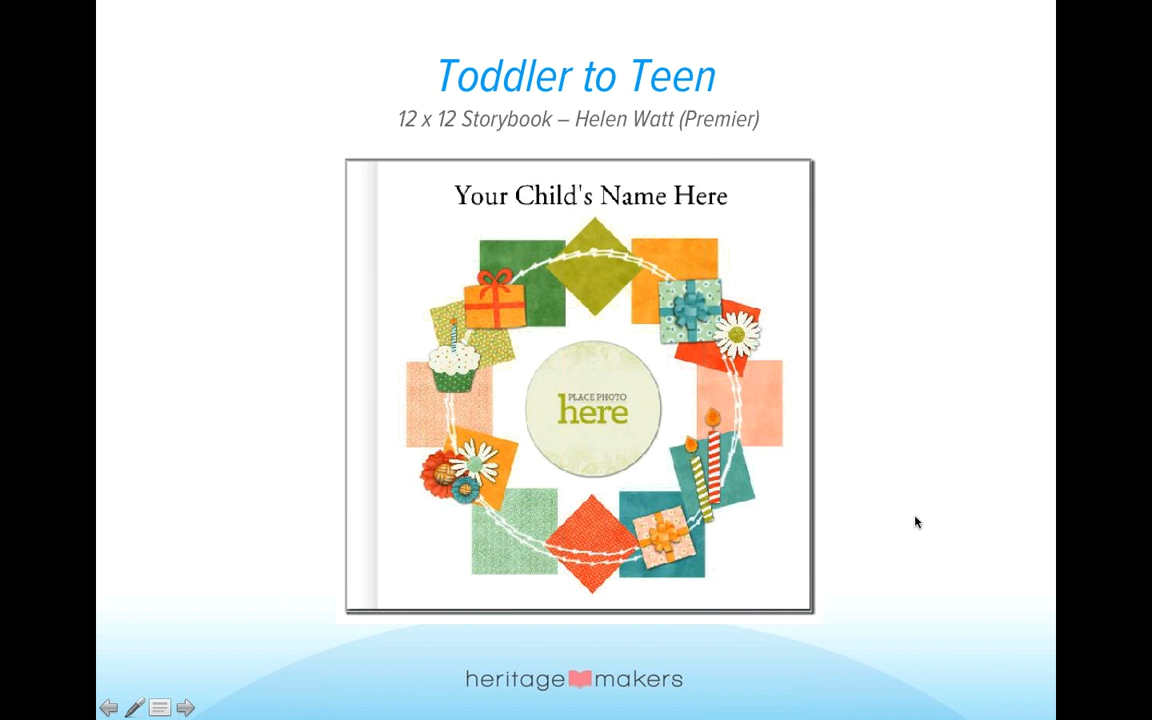 Toddler to Teen
12 x 12 Storybook – Helen Watt (Premier)
Your Child's Name Here
PLACE PHOTO
here
heritage makers